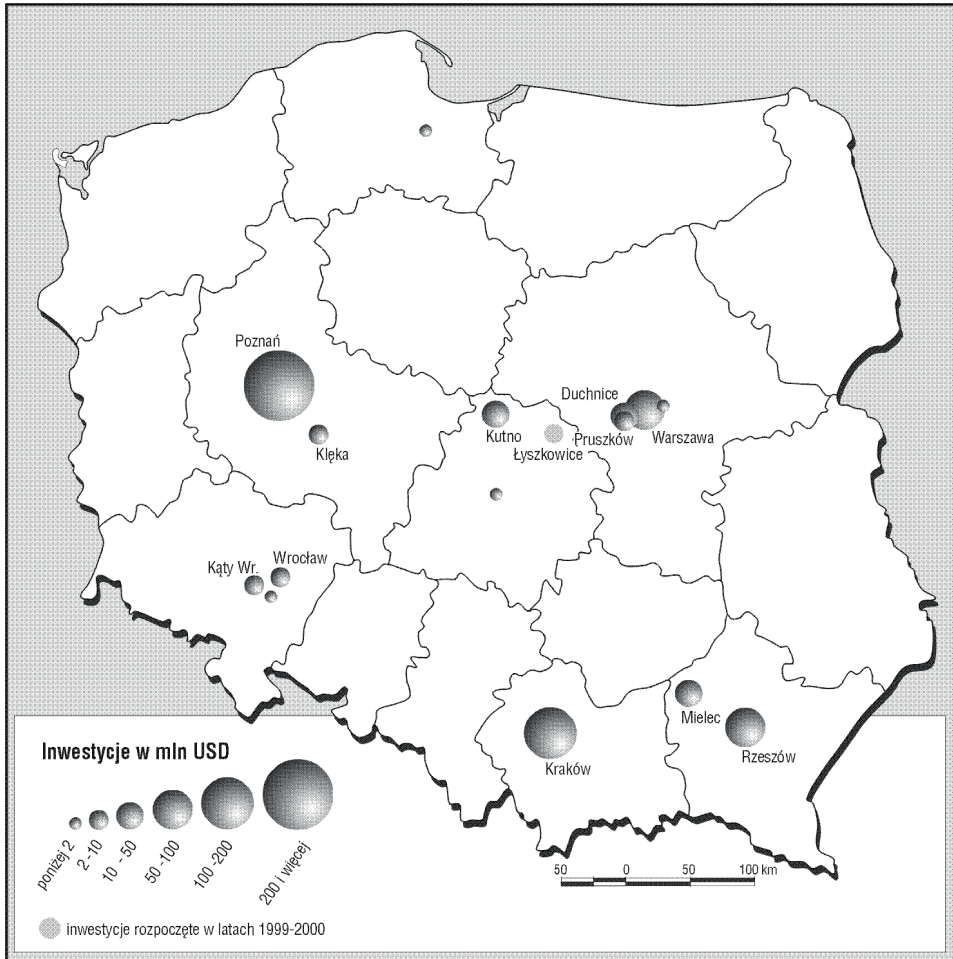 Poznań
Klęka
Duchnice
Kutno
Pruszków
Warszawa
Łyszkowice
Wrocław
Kąty Wr.
Mielec
Kraków
Rzeszów
Inwestycje w mln USD
poniżej 2
2 -10
10 - 50
50 -100
100 -200
200 i więcej
50 0 50 100 km
inwestycje rozpoczęte w latach 1999-2000